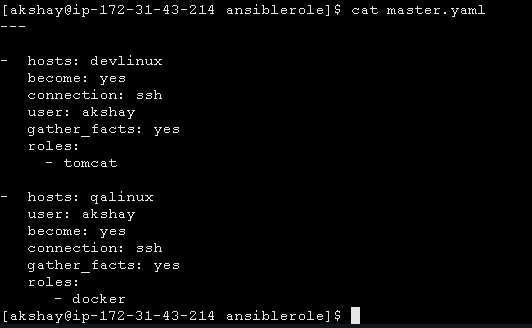 [akshay@ip-172-31-43-214 ansiblerole]$ cat master.yaml
---
-  hosts: devlinux
   become: yes
   connection: ssh
   user: akshay
   gather_facts: yes
   roles:
     - tomcat
-  hosts: qalinux
   user: akshay
   become: yes
   connection: ssh
   gather_facts: yes
   roles:
      - docker
[akshay@ip-172-31-43-214 ansiblerole]$